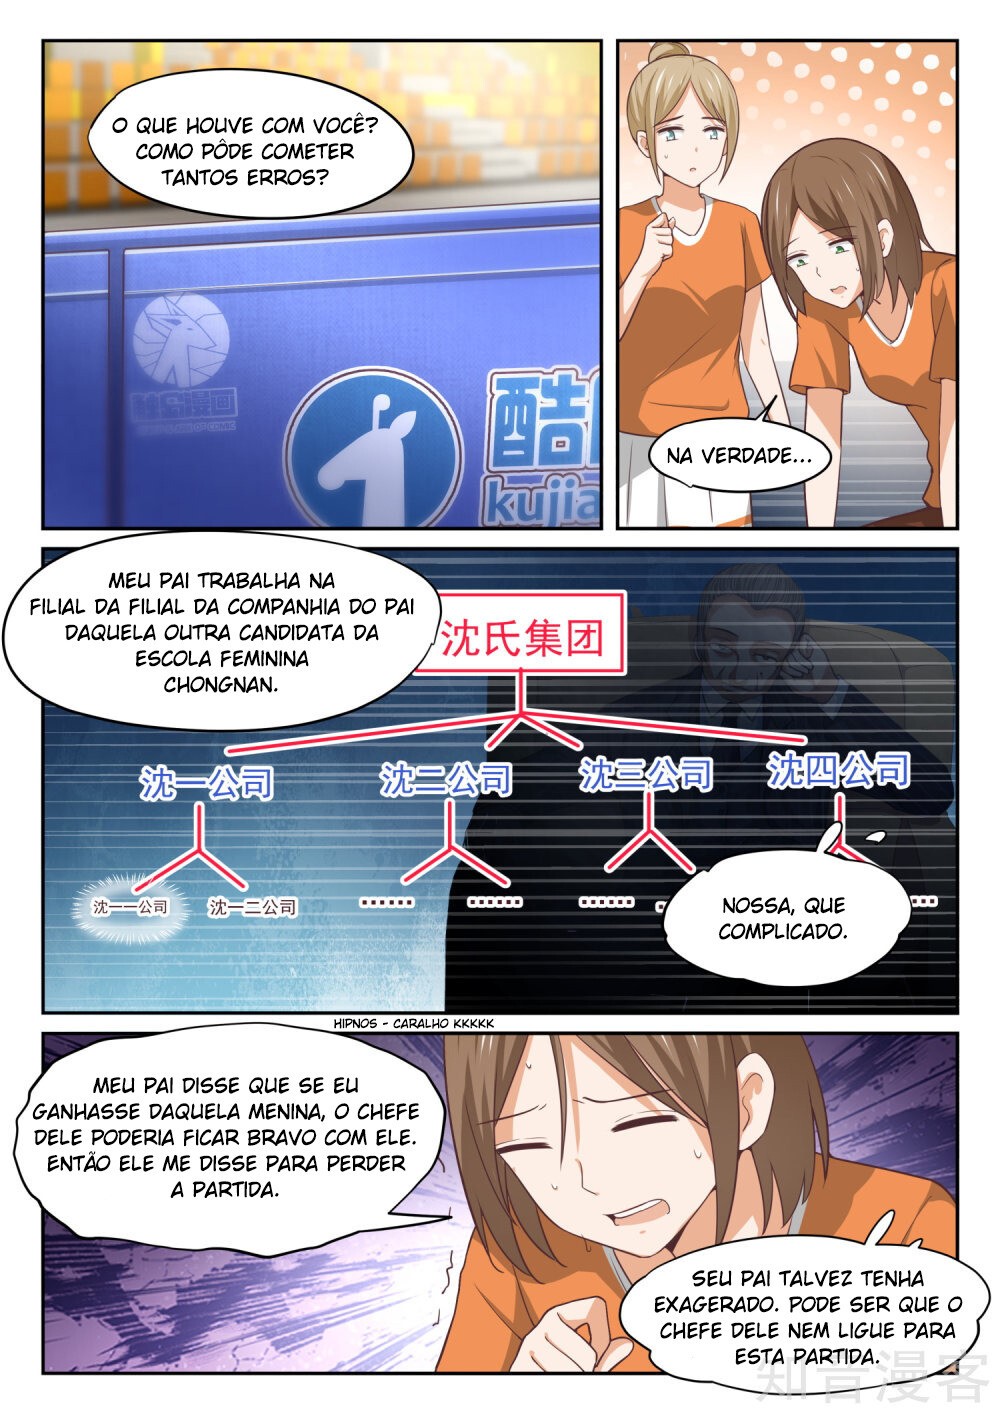 O QUE HOUVE COM VOCÊ?
COMO PÔDE COMETER
TANTOS ERROS?
漫画
酷
kujia
NA VERDADE...
MEU PAI TRABALHA NA
FILIAL DA FILIAL DA COMPANHIA DO PAI
DAQUELA OUTRA CANDIDATA DA
ESCOLA FEMININA
CHONGNAN.
沈氏集团
沈一公司
沈二公司
沈三公司
沈四公司
沈一一公司
沈一二公司
......
......
......
...
NOSSA, QUE
COMPLICADO.
HIPNOS - CARALHO KKKKK
MEU PAI DISSE QUE SE EU
GANHASSE DAQUELA MENINA, O CHEFE
DELE PODERIA FICAR BRAVO COM ELE.
ENTÃO ELE ME DISSE PARA PERDER
A PARTIDA.
SEU PAI TALVEZ TENHA
EXAGERADO. PODE SER QUE O
CHEFE DELE NEM LIGUE PARA
ESTA PARTIDA.
知音漫客